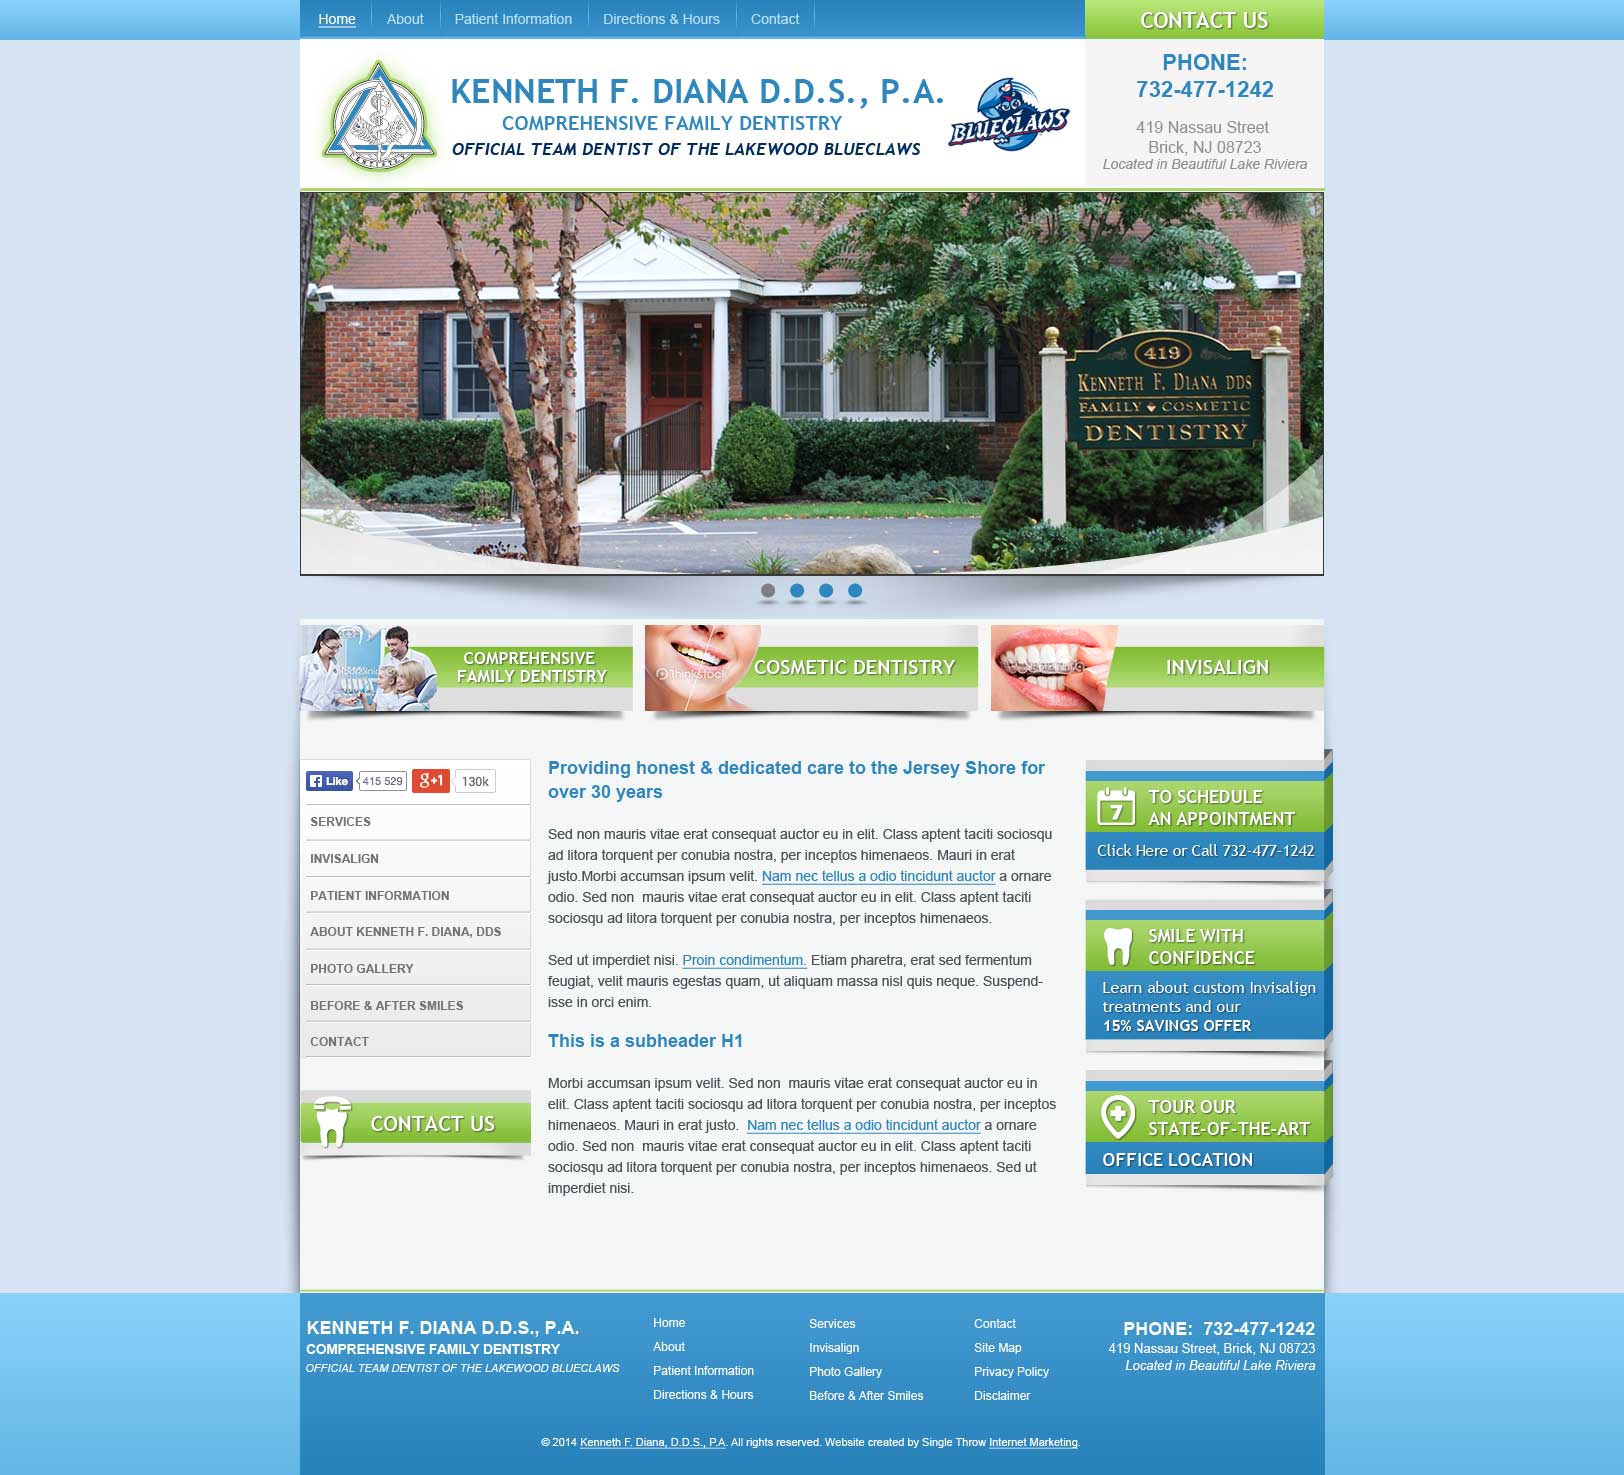 Home
About
Patient Information
Directions & Hours
Contact
CONTACT US
KENNETH F. DIANA D.D.S., P.A.
COMPREHENSIVE FAMILY DENTISTRY
OFFICIAL TEAM DENTIST OF THE LAKEWOOD BLUECLAWS
BLUECLAWS
PHONE:
732-477-1242
419 Nassau Street
Brick, NJ 08723
Located in Beautiful Lake Riviera
419
KENNETH F. DIANA DDS
FAMILY COSMETIC
DENTISTRY
COMPREHENSIVE
FAMILY DENTISTRY
Thinkstock
COSMETIC DENTISTRY
INVISALIGN
Like
415 529
g+1
130k
SERVICES
INVISALIGN
PATIENT INFORMATION
ABOUT KENNETH F. DIANA, DDS
PHOTO GALLERY
BEFORE & AFTER SMILES
CONTACT
CONTACT US
Providing honest & dedicated care to the Jersey Shore for
over 30 years
Sed non mauris vitae erat consequat auctor eu in elit. Class aptent taciti sociosqu
ad litora torquent per conubia nostra, per inceptos himenaeos. Mauri in erat
justo.Morbi accumsan ipsum velit. Nam nec tellus a odio tincidunt auctor a ornare
odio. Sed non mauris vitae erat consequat auctor eu in elit. Class aptent taciti
sociosqu ad litora torquent per conubia nostra, per inceptos himenaeos.
Sed ut imperdiet nisi. Proin condimentum. Etiam pharetra, erat sed fermentum
feugiat, velit mauris egestas quam, ut aliquam massa nisl quis neque. Suspend-
isse in orci enim.
This is a subheader H1
Morbi accumsan ipsum velit. Sed non mauris vitae erat consequat auctor eu in
elit. Class aptent taciti sociosqu ad litora torquent per conubia nostra, per inceptos
himenaeos. Mauri in erat justo. Nam nec tellus a odio tincidunt auctor a ornare
odio. Sed non mauris vitae erat consequat auctor eu in elit. Class aptent taciti
sociosqu ad litora torquent per conubia nostra, per inceptos himenaeos. Sed ut
imperdiet nisi.
7
TO SCHEDULE
AN APPOINTMENT
Click Here or Call 732-477-1242
SMILE WITH
CONFIDENCE
Learn about custom Invisalign
treatments and our
15% SAVINGS OFFER
TOUR OUR
STATE-OF-THE-ART
OFFICE LOCATION
KENNETH F. DIANA D.D.S., P.A.
COMPREHENSIVE FAMILY DENTISTRY
OFFICIAL TEAM DENTIST OF THE LAKEWOOD BLUECLAWS
Home
About
Patient Information
Directions & Hours
Services
Invisalign
Photo Gallery
Before & After Smiles
Contact
Site Map
Privacy Policy
Disclaimer
PHONE: 732-477-1242
419 Nassau Street, Brick, NJ 08723
Located in Beautiful Lake Riviera
© 2014 Kenneth F. Diana, D.D.S., P.A. All rights reserved. Website created by Single Throw Internet Marketing.